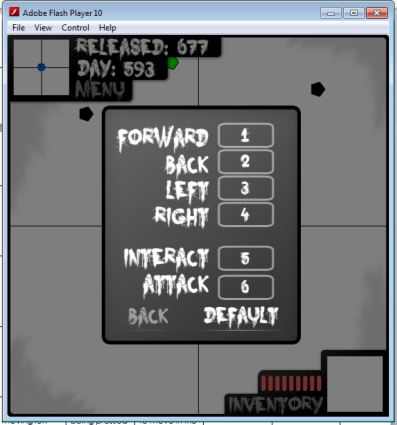 Adobe Flash Player 10
File View Control Help
RELEASED: 677
DAY: 593
MENU
FORWARD 1
BACK 2
LEFT 3
RIGHT 4
INTERACT 5
ATTACK 6
BACK DEFAULT
INVENTORY